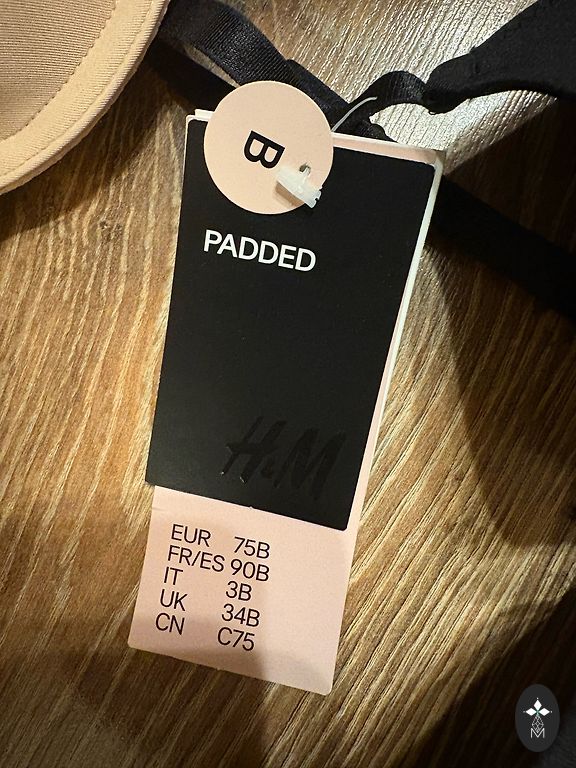 B
PADDED
H&M
EUR 75B
FR/ES 90B
IT 3B
UK 34B
CN C75
M